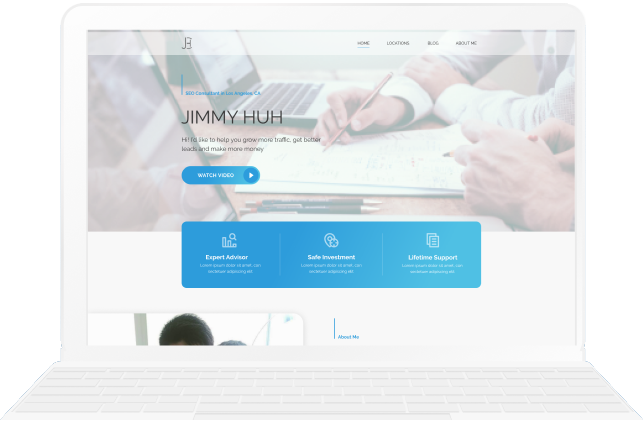 JH
HOME
LOCATIONS
BLOG
ABOUT ME
SEO Consultant in Los Angeles, CA
JIMMY HUH
Hi! I'd like to help you grow more traffic, get better
leads and make more money
WATCH VIDEO
Expert Advisor
Lorem ipsum dolor sit amet, con
sectetuer adipiscing elit
Safe Investment
Lorem ipsum dolor sit amet, con
sectetuer adipiscing elit
Lifetime Support
Lorem ipsum dolor sit amet, con
sectetuer adipiscing elit
About Me